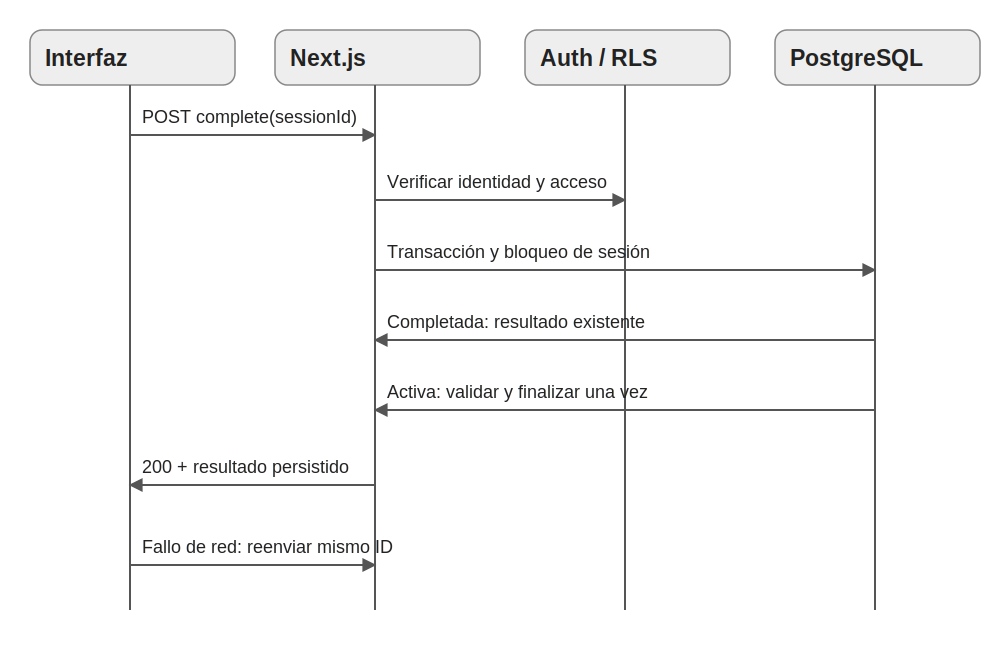 Interfaz
Next.js
Auth / RLS
PostgreSQL
POST complete(sessionId)
Verificar identidad y acceso
Transacción y bloqueo de sesión
Completada: resultado existente
Activa: validar y finalizar una vez
200 + resultado persistido
Fallo de red: reenviar mismo ID